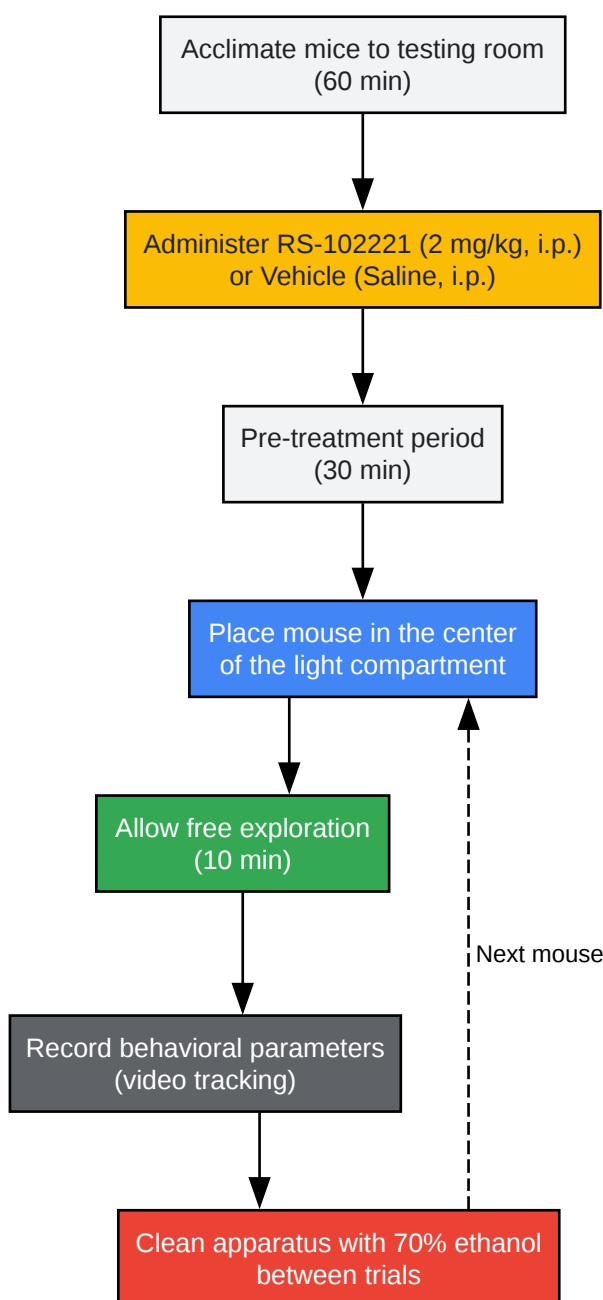 Acclimate mice to testing room
(60 min)
Administer RS-102221 (2 mg/kg, i.p.)
or Vehicle (Saline, i.p.)
Pre-treatment period
(30 min)
Place mouse in the center
of the light compartment
Allow free exploration
(10 min)
Next mouse
Record behavioral parameters
(video tracking)
Clean apparatus with 70% ethanol
between trials